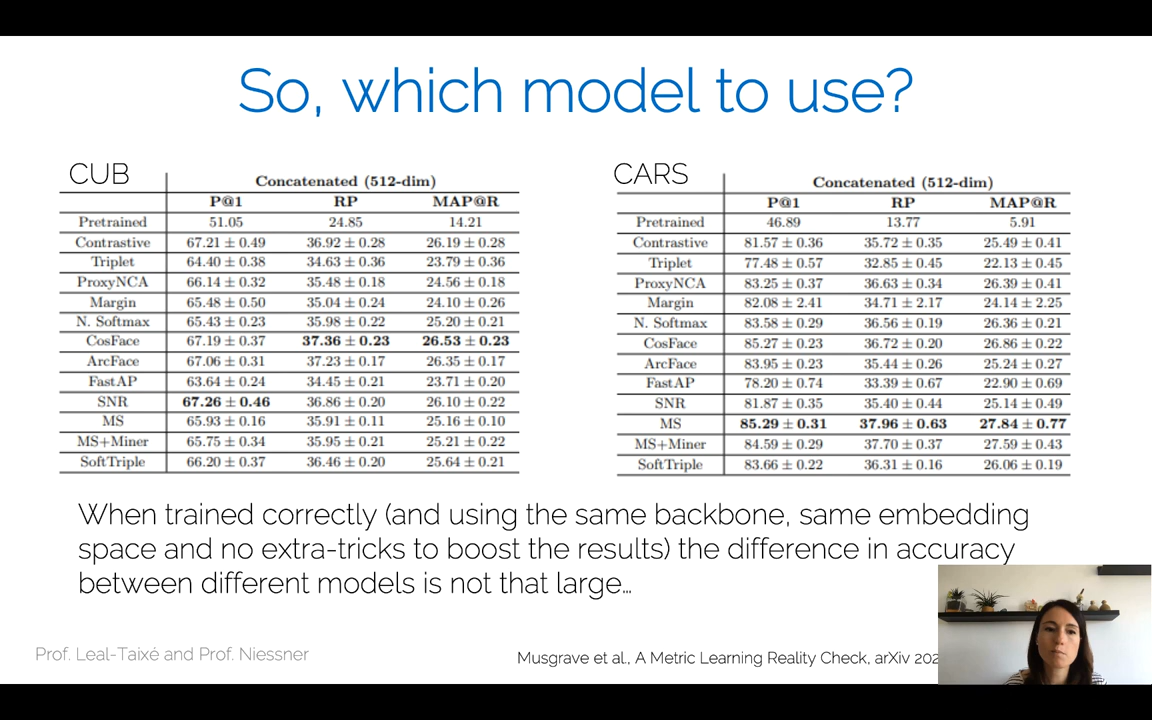 So, which model to use?
CUB
Concatenated (512-dim)
P@1 RP MAP@R
Pretrained 51.05 24.85 14.21
Contrastive 67.21 ± 0.49 36.92 ± 0.28 26.19 ± 0.28
Triplet 64.40 ± 0.38 34.63 ± 0.36 23.79 ± 0.36
ProxyNCA 66.14 ± 0.32 35.48 ± 0.18 24.56 ± 0.18
Margin 65.48 ± 0.50 35.04 ± 0.24 24.10 ± 0.26
N. Softmax 65.43 ± 0.23 35.98 ± 0.22 25.20 ± 0.21
CosFace 67.19 ± 0.37 37.36 ± 0.23 26.53 ± 0.23
ArcFace 67.06 ± 0.31 37.23 ± 0.17 26.35 ± 0.17
FastAP 63.64 ± 0.24 34.45 ± 0.21 23.71 ± 0.20
SNR 67.26 ± 0.46 36.86 ± 0.20 26.10 ± 0.22
MS 65.93 ± 0.16 35.91 ± 0.11 25.16 ± 0.10
MS+Miner 65.75 ± 0.34 35.95 ± 0.21 25.21 ± 0.22
SoftTriple 66.20 ± 0.37 36.46 ± 0.20 25.64 ± 0.21
CARS
Concatenated (512-dim)
P@1 RP MAP@R
Pretrained 46.89 13.77 5.91
Contrastive 81.57 ± 0.36 35.72 ± 0.35 25.49 ± 0.41
Triplet 77.48 ± 0.57 32.85 ± 0.45 22.13 ± 0.45
ProxyNCA 83.25 ± 0.37 36.63 ± 0.34 26.39 ± 0.41
Margin 82.08 ± 2.41 34.71 ± 2.17 24.14 ± 2.25
N. Softmax 83.58 ± 0.29 36.56 ± 0.19 26.36 ± 0.21
CosFace 85.27 ± 0.23 36.72 ± 0.20 26.86 ± 0.22
ArcFace 83.95 ± 0.23 35.44 ± 0.26 25.24 ± 0.27
FastAP 78.20 ± 0.74 33.39 ± 0.67 22.90 ± 0.69
SNR 81.87 ± 0.35 35.40 ± 0.44 25.14 ± 0.49
MS 85.29 ± 0.31 37.96 ± 0.63 27.84 ± 0.77
MS+Miner 84.59 ± 0.29 37.70 ± 0.37 27.59 ± 0.43
SoftTriple 83.66 ± 0.22 36.31 ± 0.16 26.06 ± 0.19
When trained correctly (and using the same backbone, same embedding
space and no extra-tricks to boost the results) the difference in accuracy
between different models is not that large…
Prof. Leal-Taixé and Prof. Niessner
Musgrave et al., A Metric Learning Reality Check, arXiv 202